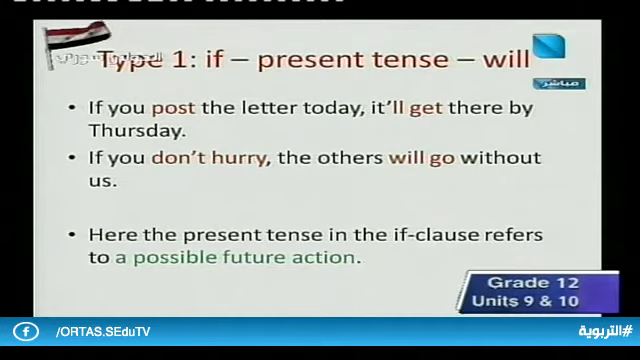 Type 1: if – present tense – will
مباشر
• If you post the letter today, it'll get there by
Thursday.
• If you don't hurry, the others will go without
us.
• Here the present tense in the if-clause refers
to a possible future action.
Grade 12
Units 9 & 10
/ORTAS.SEduTV
#التربوية